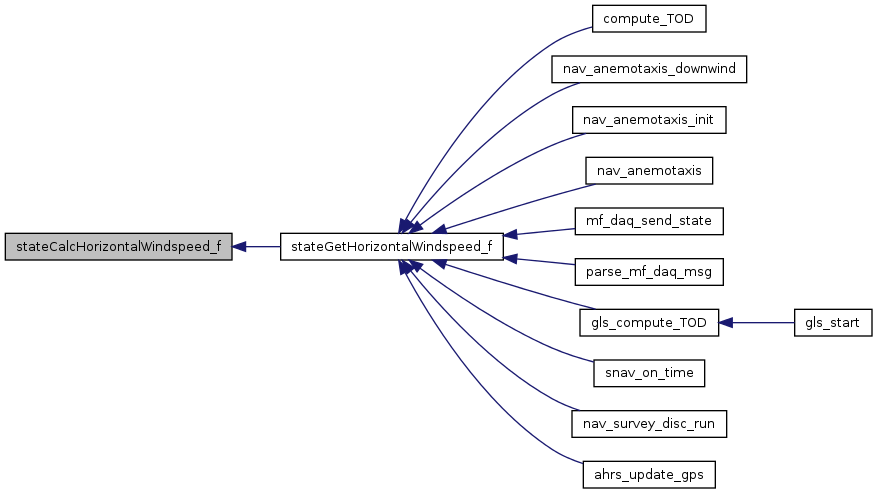 compute_TOD
nav_anemotaxis_downwind
nav_anemotaxis_init
nav_anemotaxis
mf_daq_send_state
stateCalcHorizontalWindspeed_f
stateGetHorizontalWindspeed_f
parse_mf_daq_msg
gls_compute_TOD
gls_start
snav_on_time
nav_survey_disc_run
ahrs_update_gps